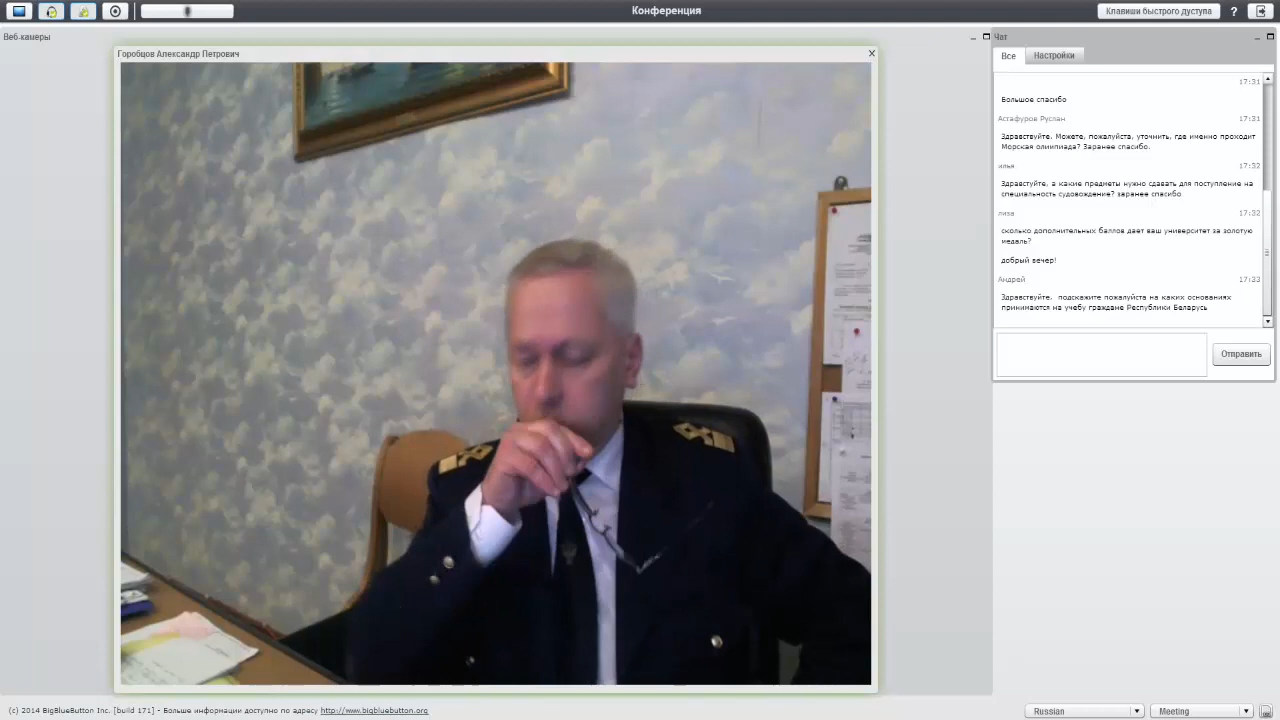 Конференция
Клавиши быстрого доступа
?
Веб-камеры
Горобцов Александр Петрович
Чат
Все
Настройки
17:31
Большое спасибо
Асгафуров Руслан
17:31
Здравствуйте. Можете, пожалуйста, уточнить, где именно проходит
Морская олимпиада? Заранее спасибо.
илья
17:32
Здравстуйте, а какие предметы нужно сдавать для поступление на
специальность судовождение? заранее спасибо
лиза
17:32
сколько дополнительных баллов дает ваш университет за золотую
медаль?
добрый вечер!
Андрей
17:33
Здравствуйте, подскажите пожалуйста на каких основаниях
принимаются на учебу граждане Республики Беларусь
Отправить
(c) 2014 BigBlueButton Inc. [build 171] - Больше информации доступно по адресу http://www.bigbluebutton.org
Russian
Meeting